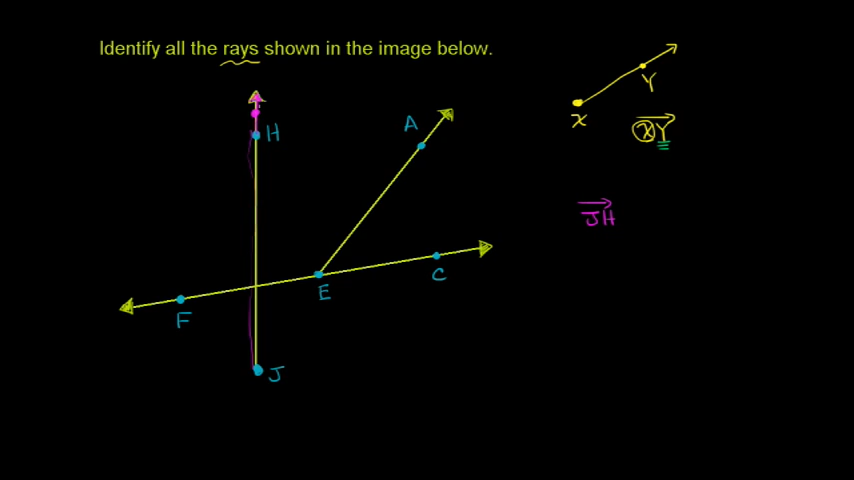 Identify all the rays shown in the image below.
X
Y
XY
H
A
JH
E
C
F
J